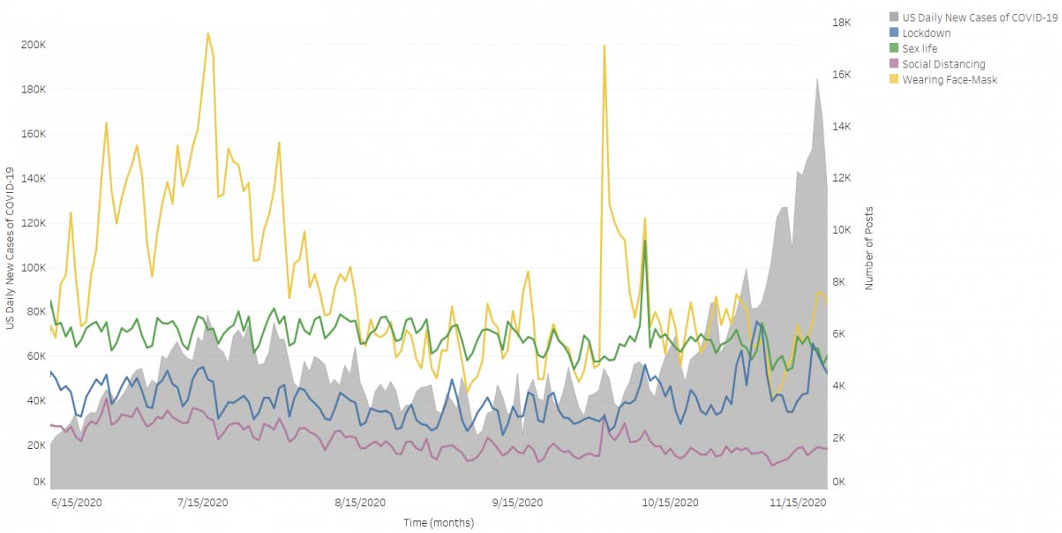 US Daily New Cases of COVID-19
200K
180K
160K
140K
120K
100K
80K
60K
40K
20K
0K
18K
16K
14K
12K
10K
8K
6K
4K
2K
0K
Number of Posts
6/15/2020
7/15/2020
8/15/2020
9/15/2020
10/15/2020
11/15/2020
Time (months)
US Daily New Cases of COVID-19
Lockdown
Sex life
Social Distancing
Wearing Face-Mask